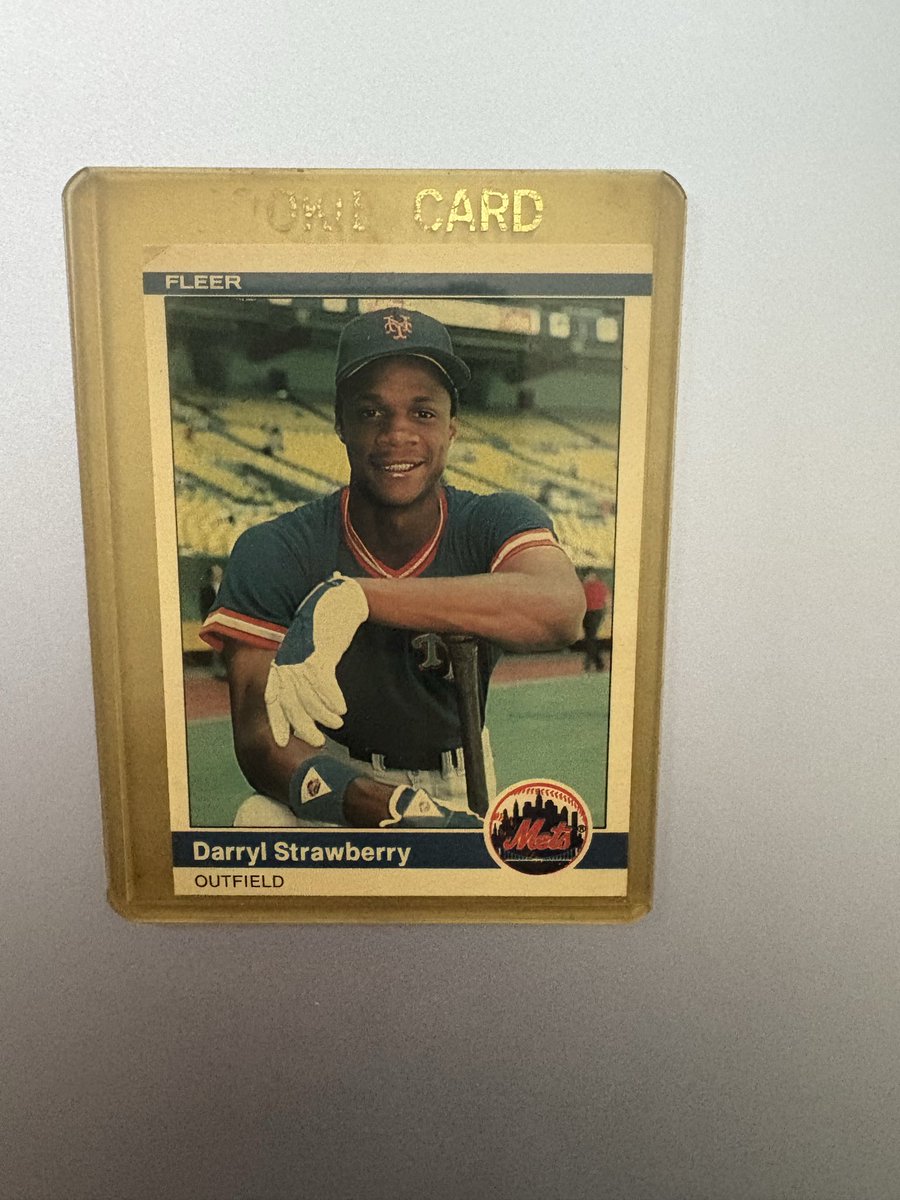 CARD
FLEER
Mets
Darryl Strawberry
OUTFIELD